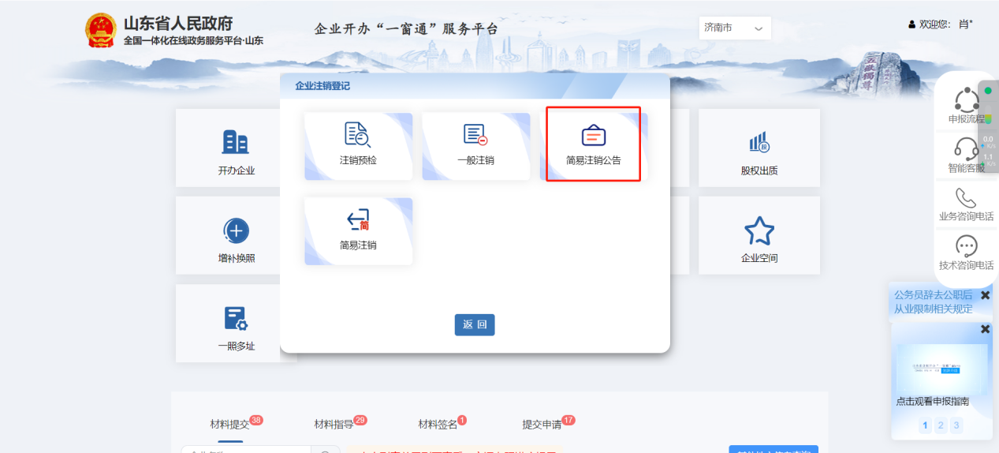 山东省人民政府
全国一体化在线政务服务平台·山东
企业开办“一窗通”服务平台
济南市
欢迎您: 肖*
五嶽獨尊
企业注销登记
注销预检
一般注销
简易注销公告
简
简易注销
返 回
开办企业
股
股权出质
增补换照
企业空间
一照多址
申报流程
0.0
K/s
智能客服
1.1
K/s
业务咨询电话
技术咨询电话
公务员辞去公职后
从业限制相关规定
点击观看申报指南
1 2 3
材料提交 38
材料指导 29
材料签名 1
提交申请 17